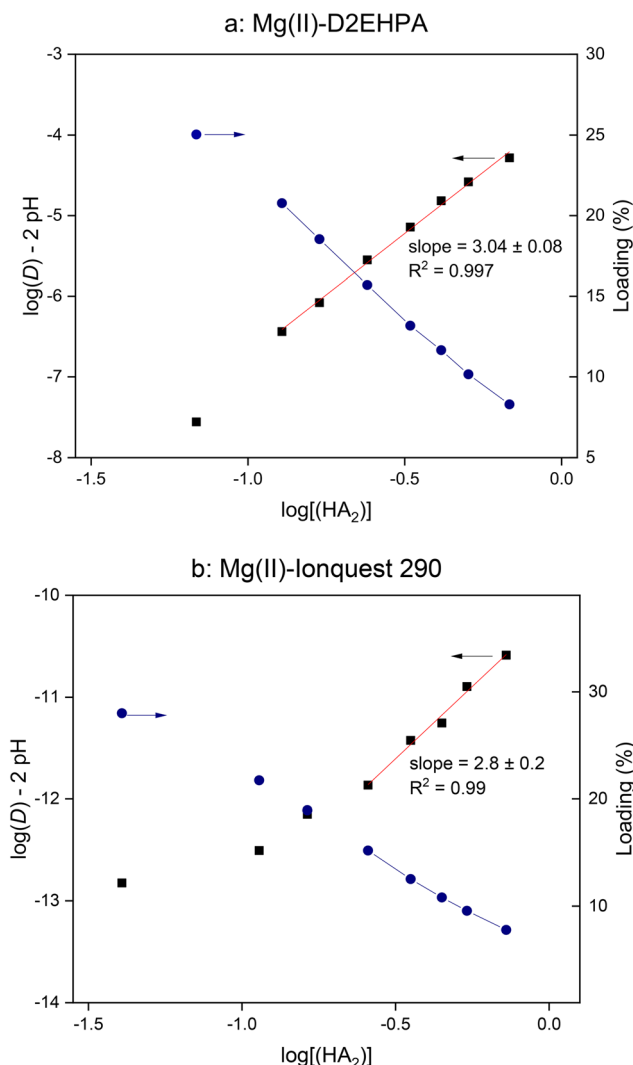 a: Mg(II)-D2EHPA
-3
-4
-5
-6
-7
-8
log(D) - 2 pH
30
25
20
15
10
5
Loading (%)
slope = 3.04 ± 0.08
R² = 0.997
-1.5
-1.0
-0.5
0.0
log[(HA₂)]
b: Mg(II)-Ionquest 290
-10
-11
-12
-13
-14
log(D) - 2 pH
30
20
10
Loading (%)
slope = 2.8 ± 0.2
R² = 0.99
-1.5
-1.0
-0.5
0.0
log[(HA₂)]